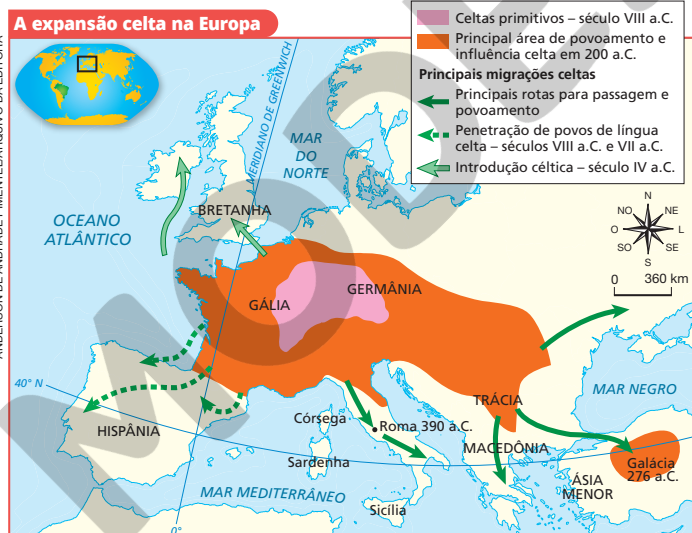 A expansão celta na Europa
Celtas primitivos – século VIII a.C.
Principal área de povoamento e
influência celta em 200 a.C.
Principais migrações celtas
Principais rotas para passagem e
povoamento
Penetração de povos de língua
celta – séculos VIII a.C. e VII a.C.
Introdução céltica – século IV a.C.
MERIDIANO DE GREENWICH
MAR
DO
NORTE
BRETANHA
OCEANO
ATLÂNTICO
N
NO
NE
O
L
SO
SE
S
0 360 km
GÁLIA
GERMÂNIA
40° N
MAR NEGRO
TRÁCIA
Córsega
Roma 390 a.C.
HISPÂNIA
MACEDÔNIA
Sardenha
Galácia
276 a.C.
ÁSIA
MENOR
MAR MEDITERRÂNEO
Sicília
0°